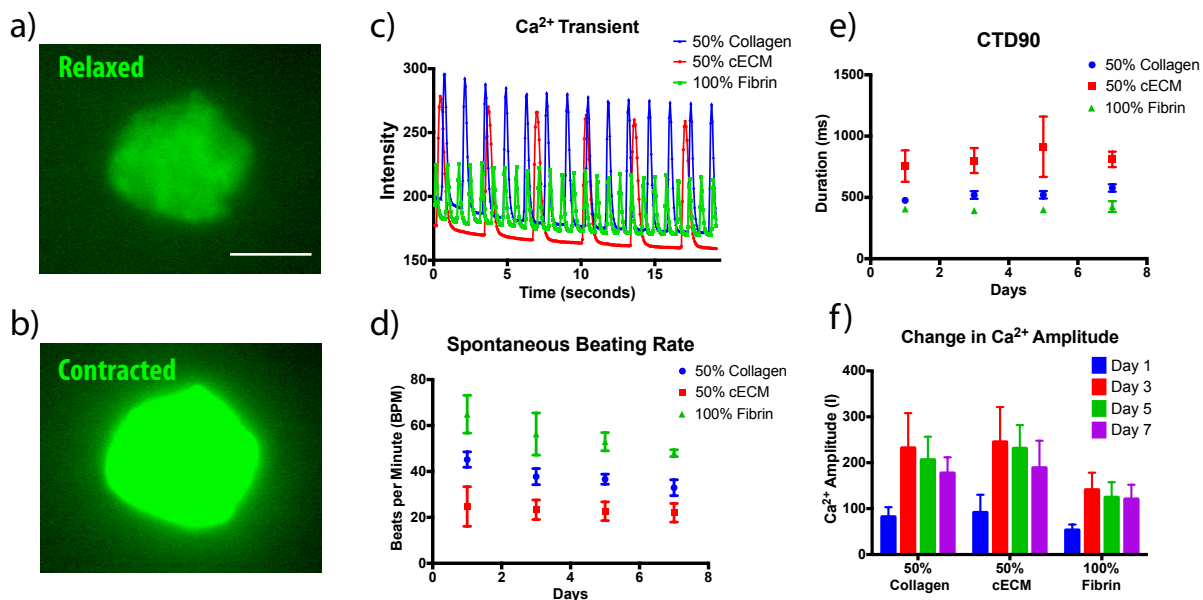 a)
Relaxed
b)
Contracted
c)
Ca²⁺ Transient
50% Collagen
50% cECM
100% Fibrin
Intensity
300
250
200
150
0
5
10
15
Time (seconds)
d)
Spontaneous Beating Rate
50% Collagen
50% cECM
100% Fibrin
Beats per Minute (BPM)
80
60
40
20
0
0
2
4
6
8
Days
e)
CTD90
50% Collagen
50% cECM
100% Fibrin
Duration (ms)
1500
1000
500
0
0
2
4
6
8
Days
f)
Change in Ca²⁺ Amplitude
Day 1
Day 3
Day 5
Day 7
Ca²⁺ Amplitude (I)
400
300
200
100
0
50%
Collagen
50%
cECM
100%
Fibrin